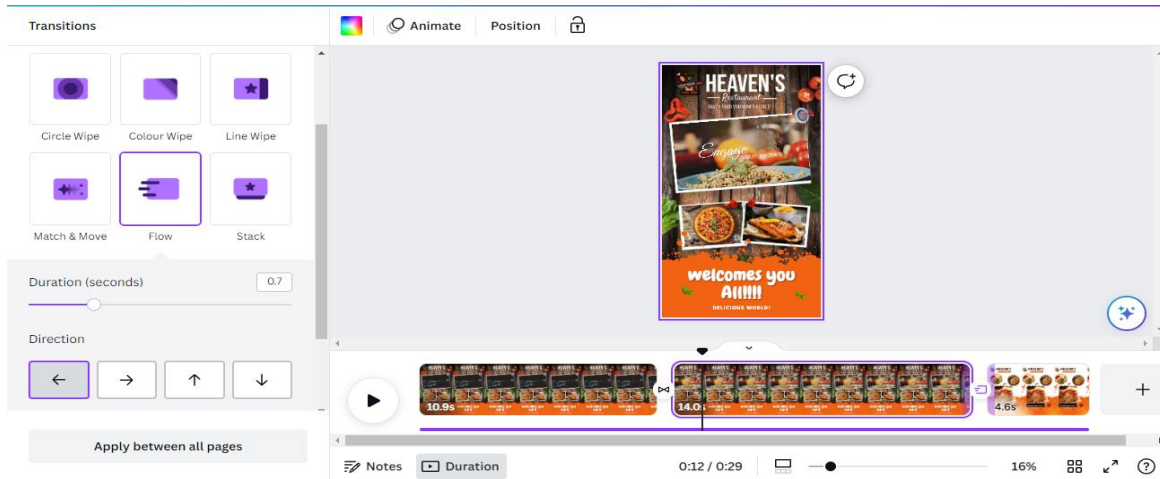 Transitions
Animate
Position
Circle Wipe
Colour Wipe
Line Wipe
Match & Move
Flow
Stack
Duration (seconds)
0.7
Direction
Apply between all pages
HEAVEN'S
Restaurant
Engage
welcomes you
All!!!!
DELICIOUS WORLD!
10.9s
14.0s
4.6s
Notes
Duration
0:12 / 0:29
16%